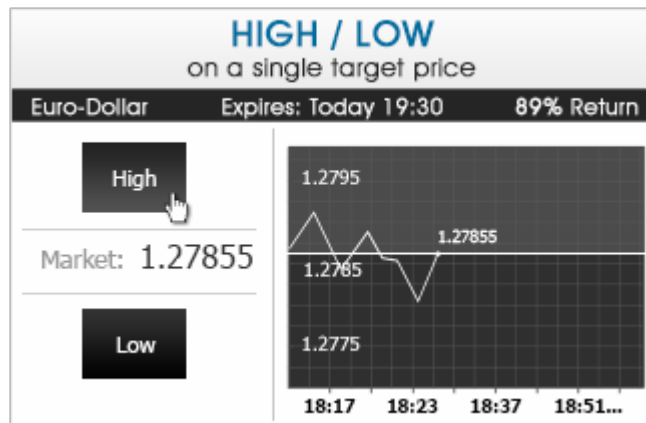 HIGH / LOW
on a single target price
Euro-Dollar Expires: Today 19:30 89% Return
High
Market: 1.27855
Low
1.2795
1.27855
1.2785
1.2775
18:17 18:23 18:37 18:51...